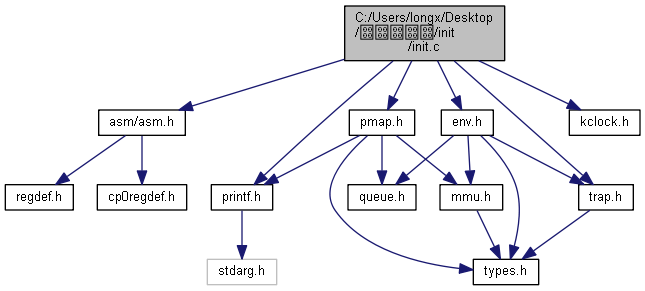 C:/Users/longx/Desktop
/init
/init.c
asm/asm.h
pmap.h
env.h
kclock.h
regdef.h
cp0regdef.h
printf.h
queue.h
mmu.h
trap.h
stdarg.h
types.h